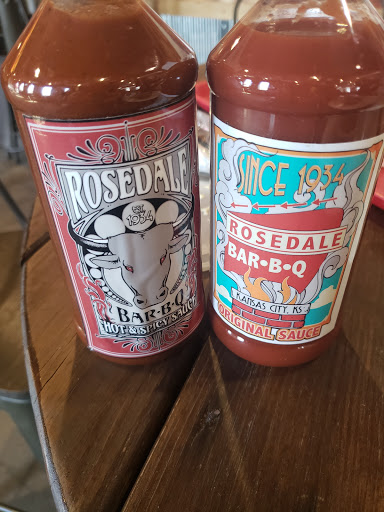 ROSEDALE
EST.
1934
BAR-B-Q
HOT & SPICY SAUCE
SINCE 1934
ROSEDALE
BAR•B•Q
KANSAS CITY, KS
ORIGINAL SAUCE